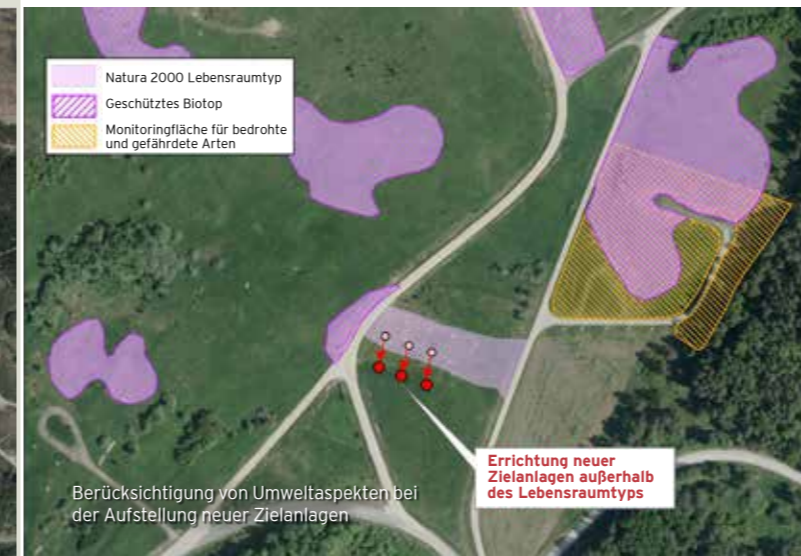 Natura 2000 Lebensraumtyp
Geschütztes Biotop
Monitoringfläche für bedrohte
und gefährdete Arten
Errichtung neuer
Zielanlagen außerhalb
des Lebensraumtyps
Berücksichtigung von Umweltaspekten bei
der Aufstellung neuer Zielanlagen